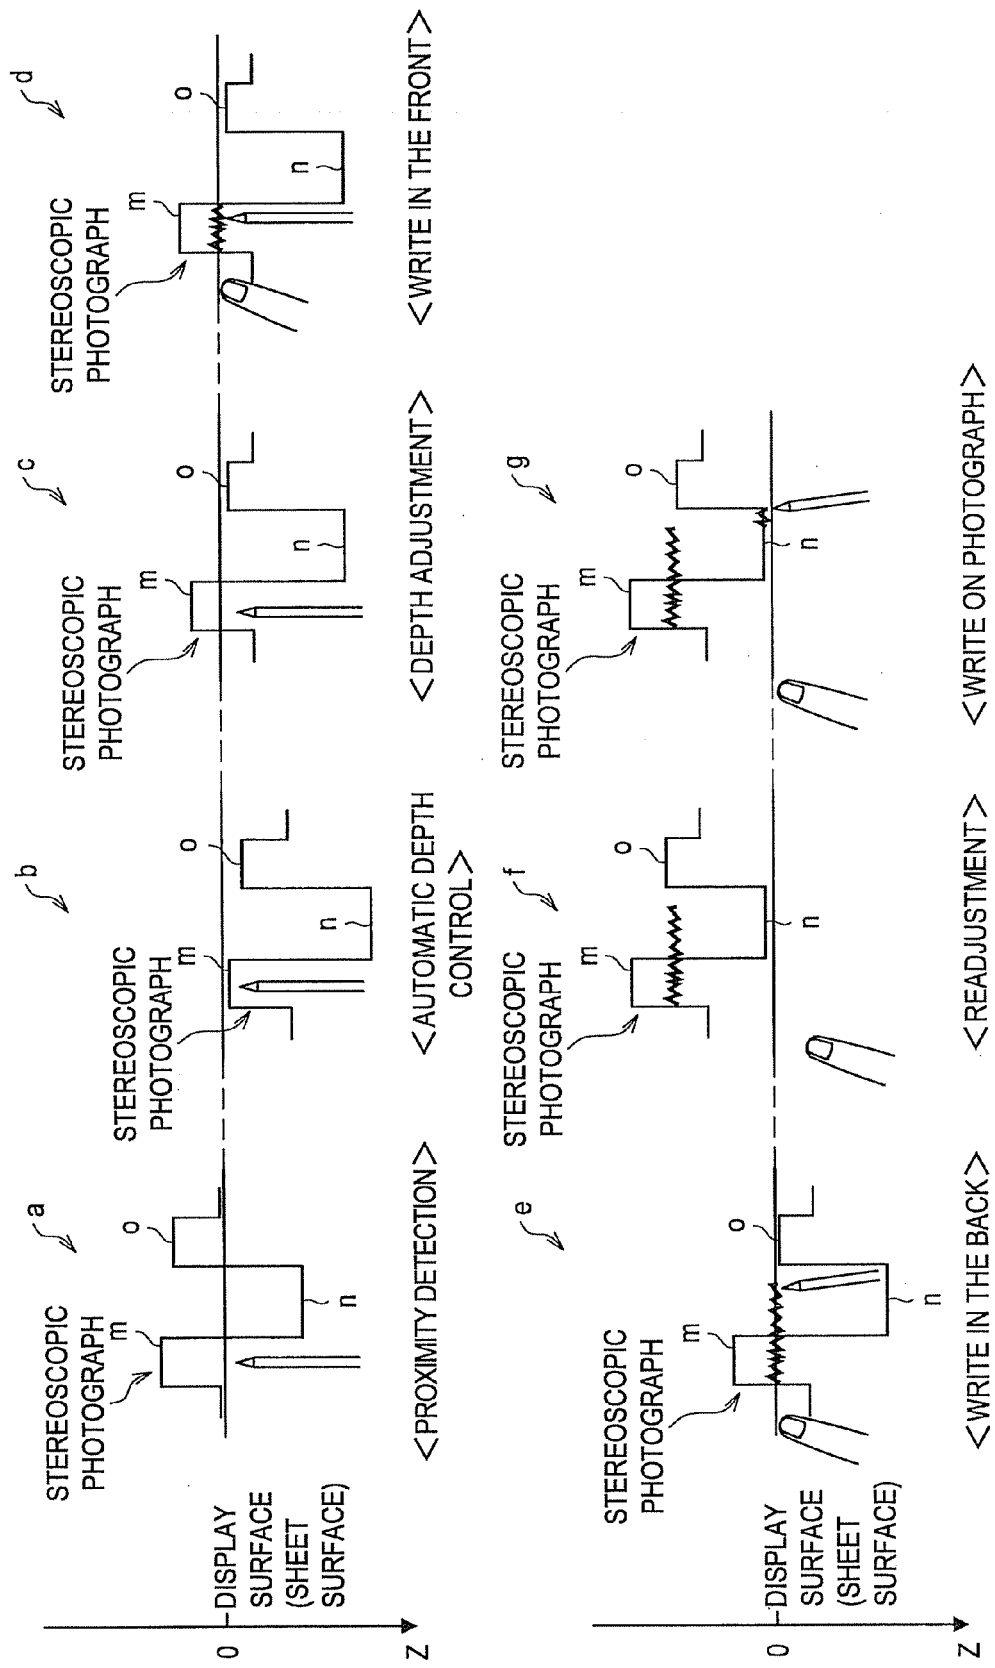 a
STEREOSCOPIC
PHOTOGRAPH
m
o
n
0
DISPLAY
SURFACE
(SHEET
SURFACE)
Z
<PROXIMITY DETECTION>
b
STEREOSCOPIC
PHOTOGRAPH
m
o
n
<AUTOMATIC DEPTH
CONTROL>
c
STEREOSCOPIC
PHOTOGRAPH
m
o
n
<DEPTH ADJUSTMENT>
d
STEREOSCOPIC
PHOTOGRAPH
m
o
n
<WRITE IN THE FRONT>
e
STEREOSCOPIC
PHOTOGRAPH
m
o
n
0
DISPLAY
SURFACE
(SHEET
SURFACE)
Z
<WRITE IN THE BACK>
f
STEREOSCOPIC
PHOTOGRAPH
m
o
n
<READJUSTMENT>
g
STEREOSCOPIC
PHOTOGRAPH
m
o
n
<WRITE ON PHOTOGRAPH>